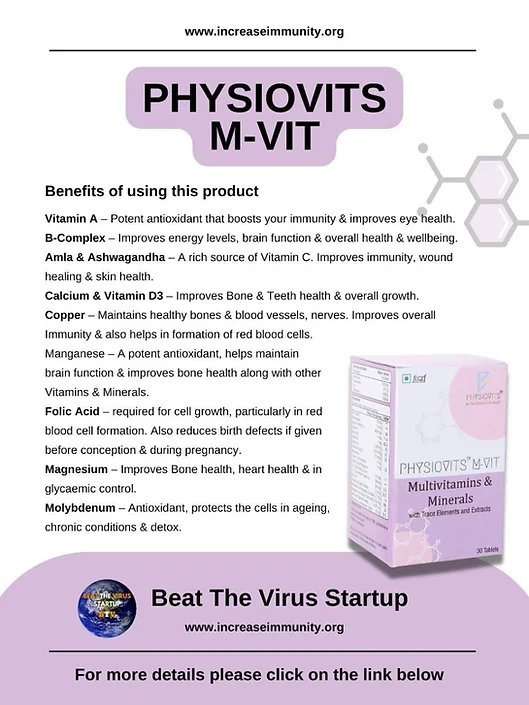 www.increaseimmunity.org
PHYSIOVITS
M-VIT
Benefits of using this product
Vitamin A – Potent antioxidant that boosts your immunity & improves eye health.
B-Complex – Improves energy levels, brain function & overall health & wellbeing.
Amla & Ashwagandha – A rich source of Vitamin C. Improves immunity, wound
healing & skin health.
Calcium & Vitamin D3 – Improves Bone & Teeth health & overall growth.
Copper – Maintains healthy bones & blood vessels, nerves. Improves overall
Immunity & also helps in formation of red blood cells.
Manganese – A potent antioxidant, helps maintain
brain function & improves bone health along with other
Vitamins & Minerals.
Folic Acid – required for cell growth, particularly in red
blood cell formation. Also reduces birth defects if given
before conception & during pregnancy.
Magnesium – Improves Bone health, heart health & in
glycaemic control.
Molybdenum – Antioxidant, protects the cells in ageing,
chronic conditions & detox.
fssai
PHYSIOVITS
PHYSIOVITS M-VIT
Multivitamins &
Minerals
with Trace Elements and Extracts
30 Tablets
BEAT THE VIRUS
STARTUP
BTV
Beat The Virus Startup
www.increaseimmunity.org
For more details please click on the link below